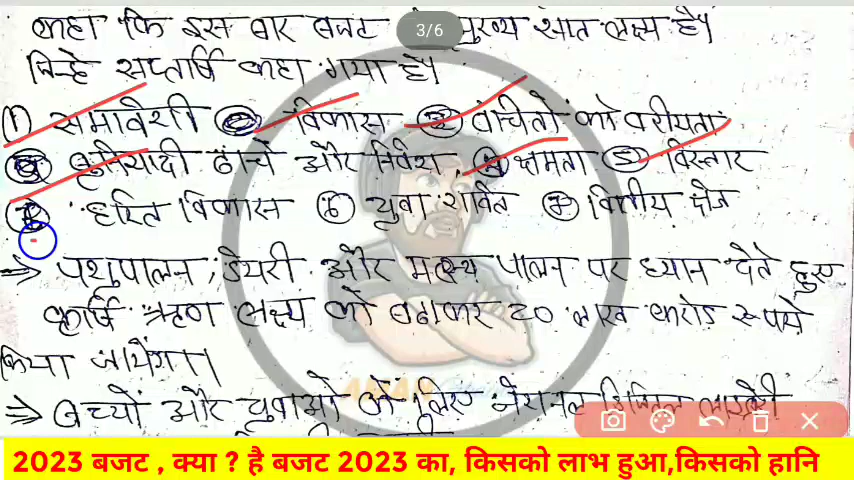 कहा कि इस बार बजट के मुख्य सात लक्ष्य है।
3/6
जिन्हे सप्तर्षि कहा गया है।
① समावेशी विकास ② वंचितो को वरीयता
③ बुनियादी ढांचे और निवेश, ④ क्षमता विस्तार
⑤ हरित विकास ⑥ युवा शक्ति ⑦ वित्तीय क्षेत्र
⇒ पशुपालन, डेयरी और मत्स्य पालन पर ध्यान देते हुए
कृषि ऋण लक्ष्य को बढाकर 20 लाख करोड रूपये
किया जायेगा।
⇒ बच्चों और युवाओं के लिए नेशनल डिजिटल लाइब्रेरी
2023 बजट , क्या ? है बजट 2023 का, किसको लाभ हुआ,किसको हानि